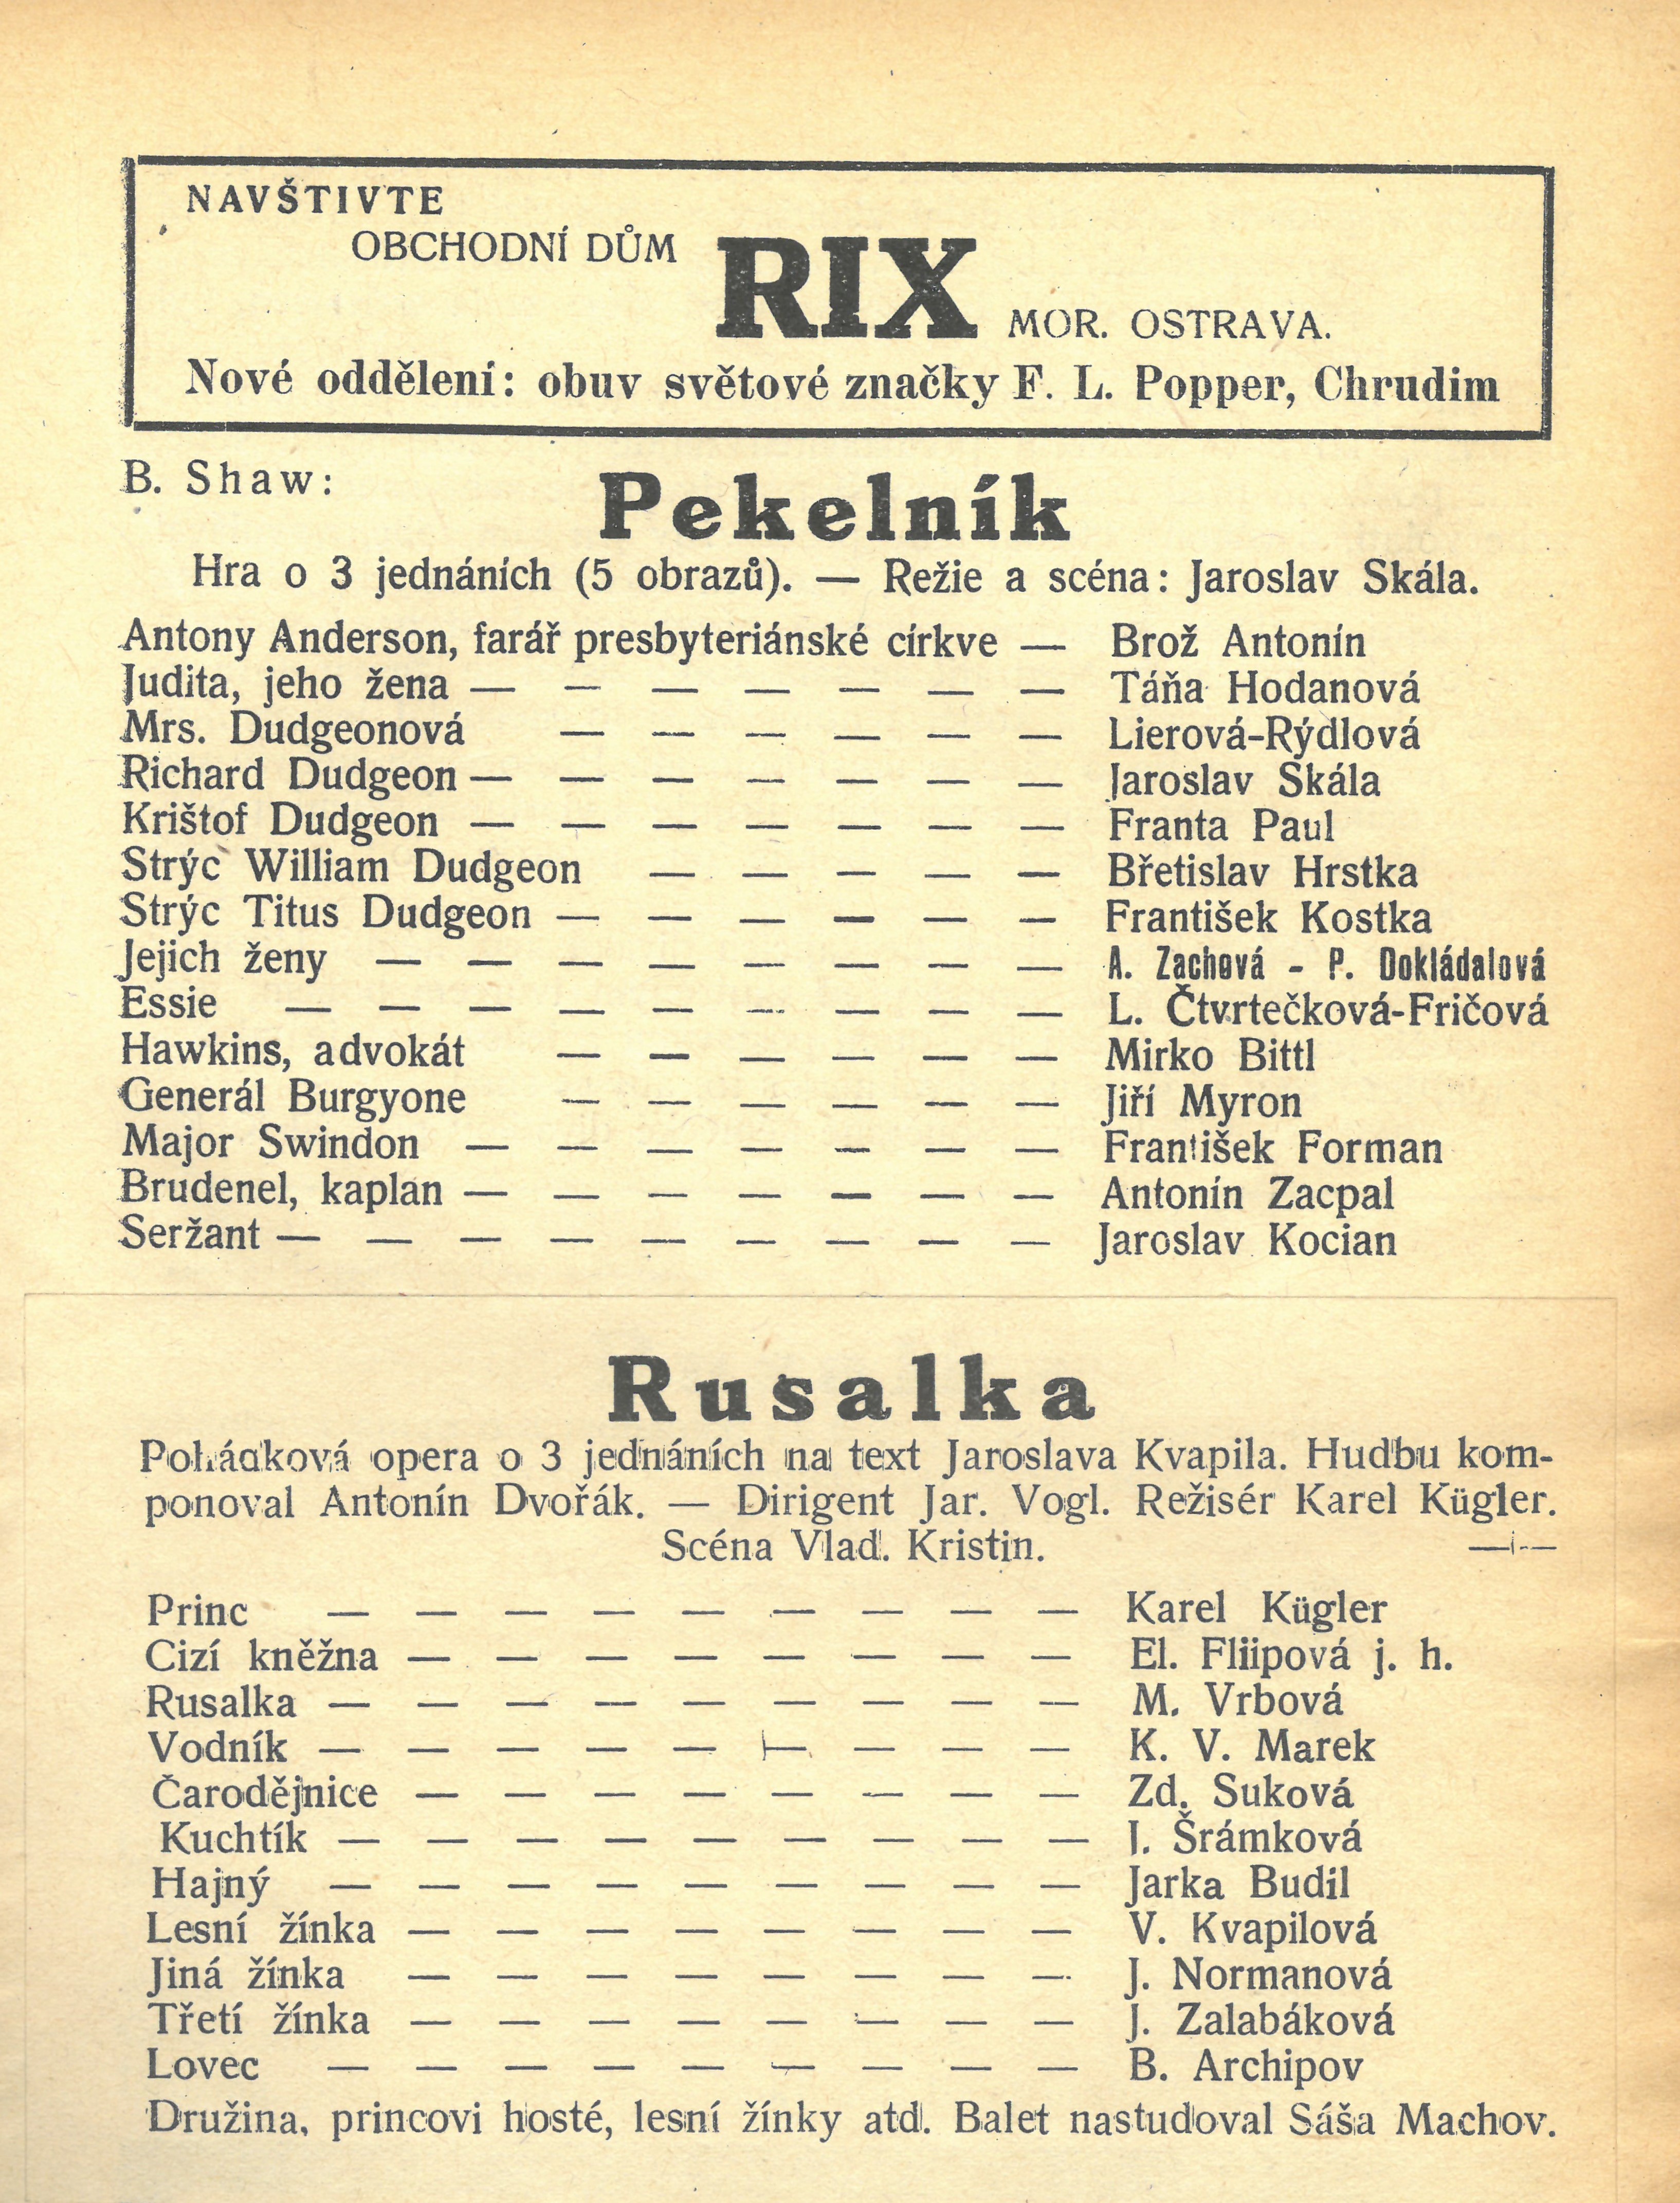 NAVŠTIVTE
OBCHODNÍ DŮM RIX MOR. OSTRAVA.
Nové oddělení: obuv světové značky F. L. Popper, Chrudim
B. Shaw: Pekelník
Hra o 3 jednáních (5 obrazů). — Režie a scéna: Jaroslav Skála.
Antony Anderson, farář presbyteriánské církve — Brož Antonín
Judita, jeho žena — — — — — — — Táňa Hodanová
Mrs. Dudgeonová — — — — — — Lierová-Rýdlová
Richard Dudgeon — — — — — — — Jaroslav Skála
Krištof Dudgeon — — — — — — — Franta Paul
Strýc William Dudgeon — — — — — Břetislav Hrstka
Strýc Titus Dudgeon — — — — — — František Kostka
Jejich ženy — — — — — — — — A. Zachová - P. Dokládalová
Essie — — — — — — — — — L. Čtvrtečková-Fričová
Hawkins, advokát — — — — — — Mirko Bittl
Generál Burgyone — — — — — — Jiří Myron
Major Swindon — — — — — — — František Forman
Brudenel, kaplan — — — — — — — Antonín Zacpal
Seržant — — — — — — — — — Jaroslav Kocian
Rusalka
Pohádková opera o 3 jednáních na text Jaroslava Kvapila. Hudbu kom-
ponoval Antonín Dvořák. — Dirigent Jar. Vogl. Režisér Karel Kügler.
Scéna Vlad. Kristin.
Princ — — — — — — — — — Karel Kügler
Cizí kněžna — — — — — — — — El. Fliipová j. h.
Rusalka — — — — — — — — — M. Vrbová
Vodník — — — — — — — — — K. V. Marek
Čarodějnice — — — — — — — — Zd. Suková
Kuchtík — — — — — — — — — J. Šrámková
Hajný — — — — — — — — — Jarka Budil
Lesní žínka — — — — — — — — V. Kvapilová
Jiná žínka — — — — — — — — J. Normanová
Třetí žínka — — — — — — — — J. Zalabáková
Lovec — — — — — — — — — B. Archipov
Družina, princovi hosté, lesní žínky atd. Balet nastudoval Sáša Machov.